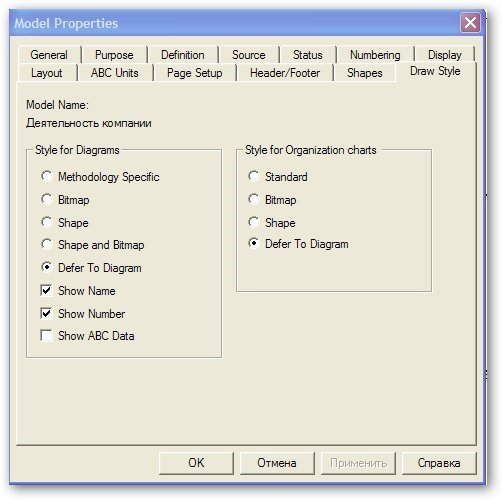 Model Properties
General Purpose Definition Source Status Numbering Display
Layout ABC Units Page Setup Header/Footer Shapes Draw Style
Model Name:
Деятельность компании
Style for Diagrams
Methodology Specific
Bitmap
Shape
Shape and Bitmap
Defer To Diagram
Show Name
Show Number
Show ABC Data
Style for Organization charts
Standard
Bitmap
Shape
Defer To Diagram
OK Отмена Применить Справка